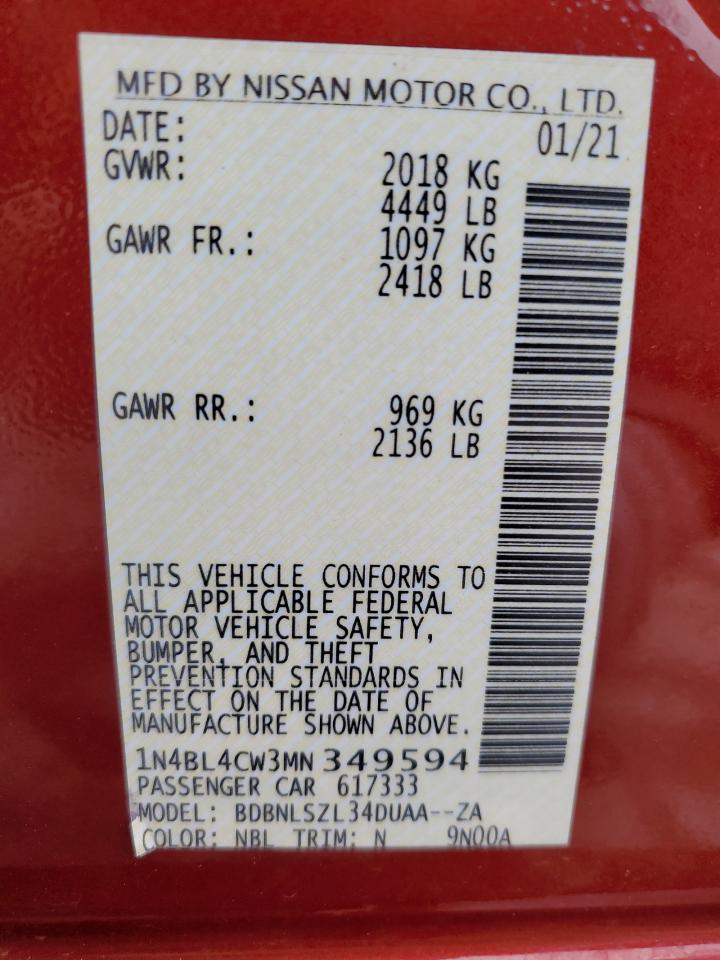 MFD BY NISSAN MOTOR CO., LTD.
DATE: 01/21
GVWR: 2018 KG
4449 LB
GAWR FR.: 1097 KG
2418 LB
GAWR RR.: 969 KG
2136 LB
THIS VEHICLE CONFORMS TO
ALL APPLICABLE FEDERAL
MOTOR VEHICLE SAFETY,
BUMPER, AND THEFT
PREVENTION STANDARDS IN
EFFECT ON THE DATE OF
MANUFACTURE SHOWN ABOVE.
1N4BL4CW3MN349594
PASSENGER CAR 617333
MODEL: BDBNLSZL34DUAA--ZA
COLOR: NBL TRIM: N 9N00A